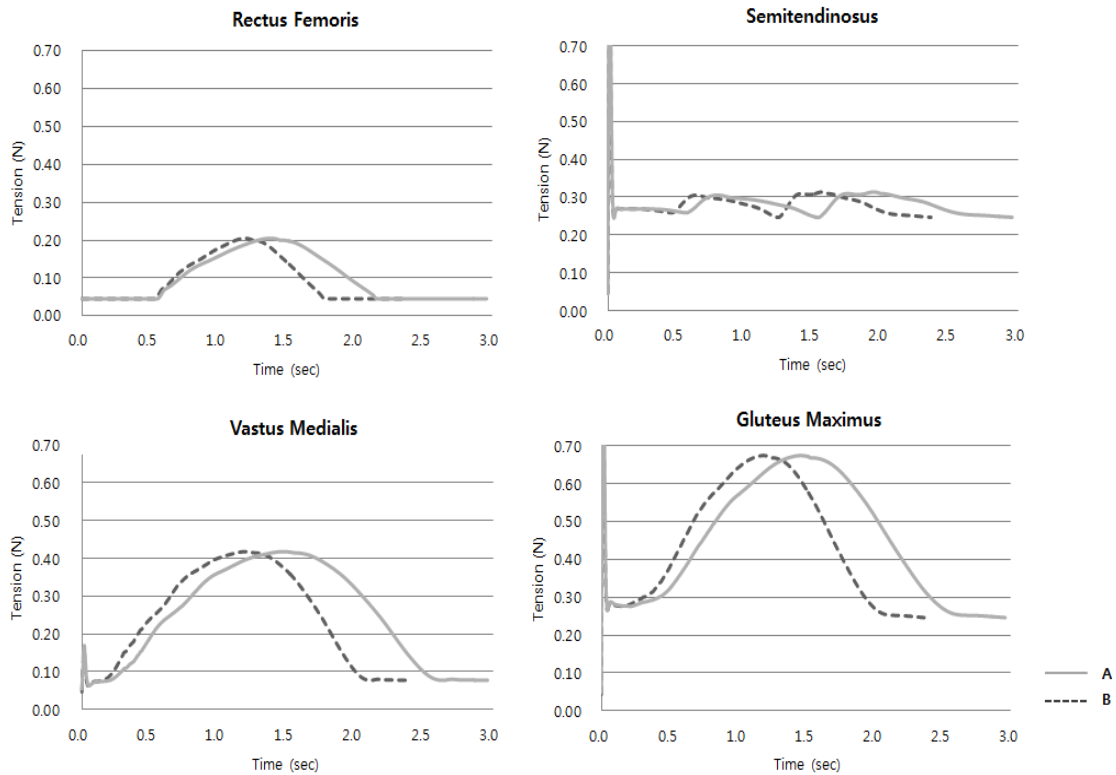 Rectus Femoris
Tension (N)
0.70
0.60
0.50
0.40
0.30
0.20
0.10
0.00
0.0 0.5 1.0 1.5 2.0 2.5 3.0
Time (sec)
Semitendinosus
Tension (N)
0.70
0.60
0.50
0.40
0.30
0.20
0.10
0.00
0.0 0.5 1.0 1.5 2.0 2.5 3.0
Time (sec)
Vastus Medialis
Tension (N)
0.70
0.60
0.50
0.40
0.30
0.20
0.10
0.00
0.0 0.5 1.0 1.5 2.0 2.5 3.0
Time (sec)
Gluteus Maximus
Tension (N)
0.70
0.60
0.50
0.40
0.30
0.20
0.10
0.00
0.0 0.5 1.0 1.5 2.0 2.5 3.0
Time (sec)
A
B